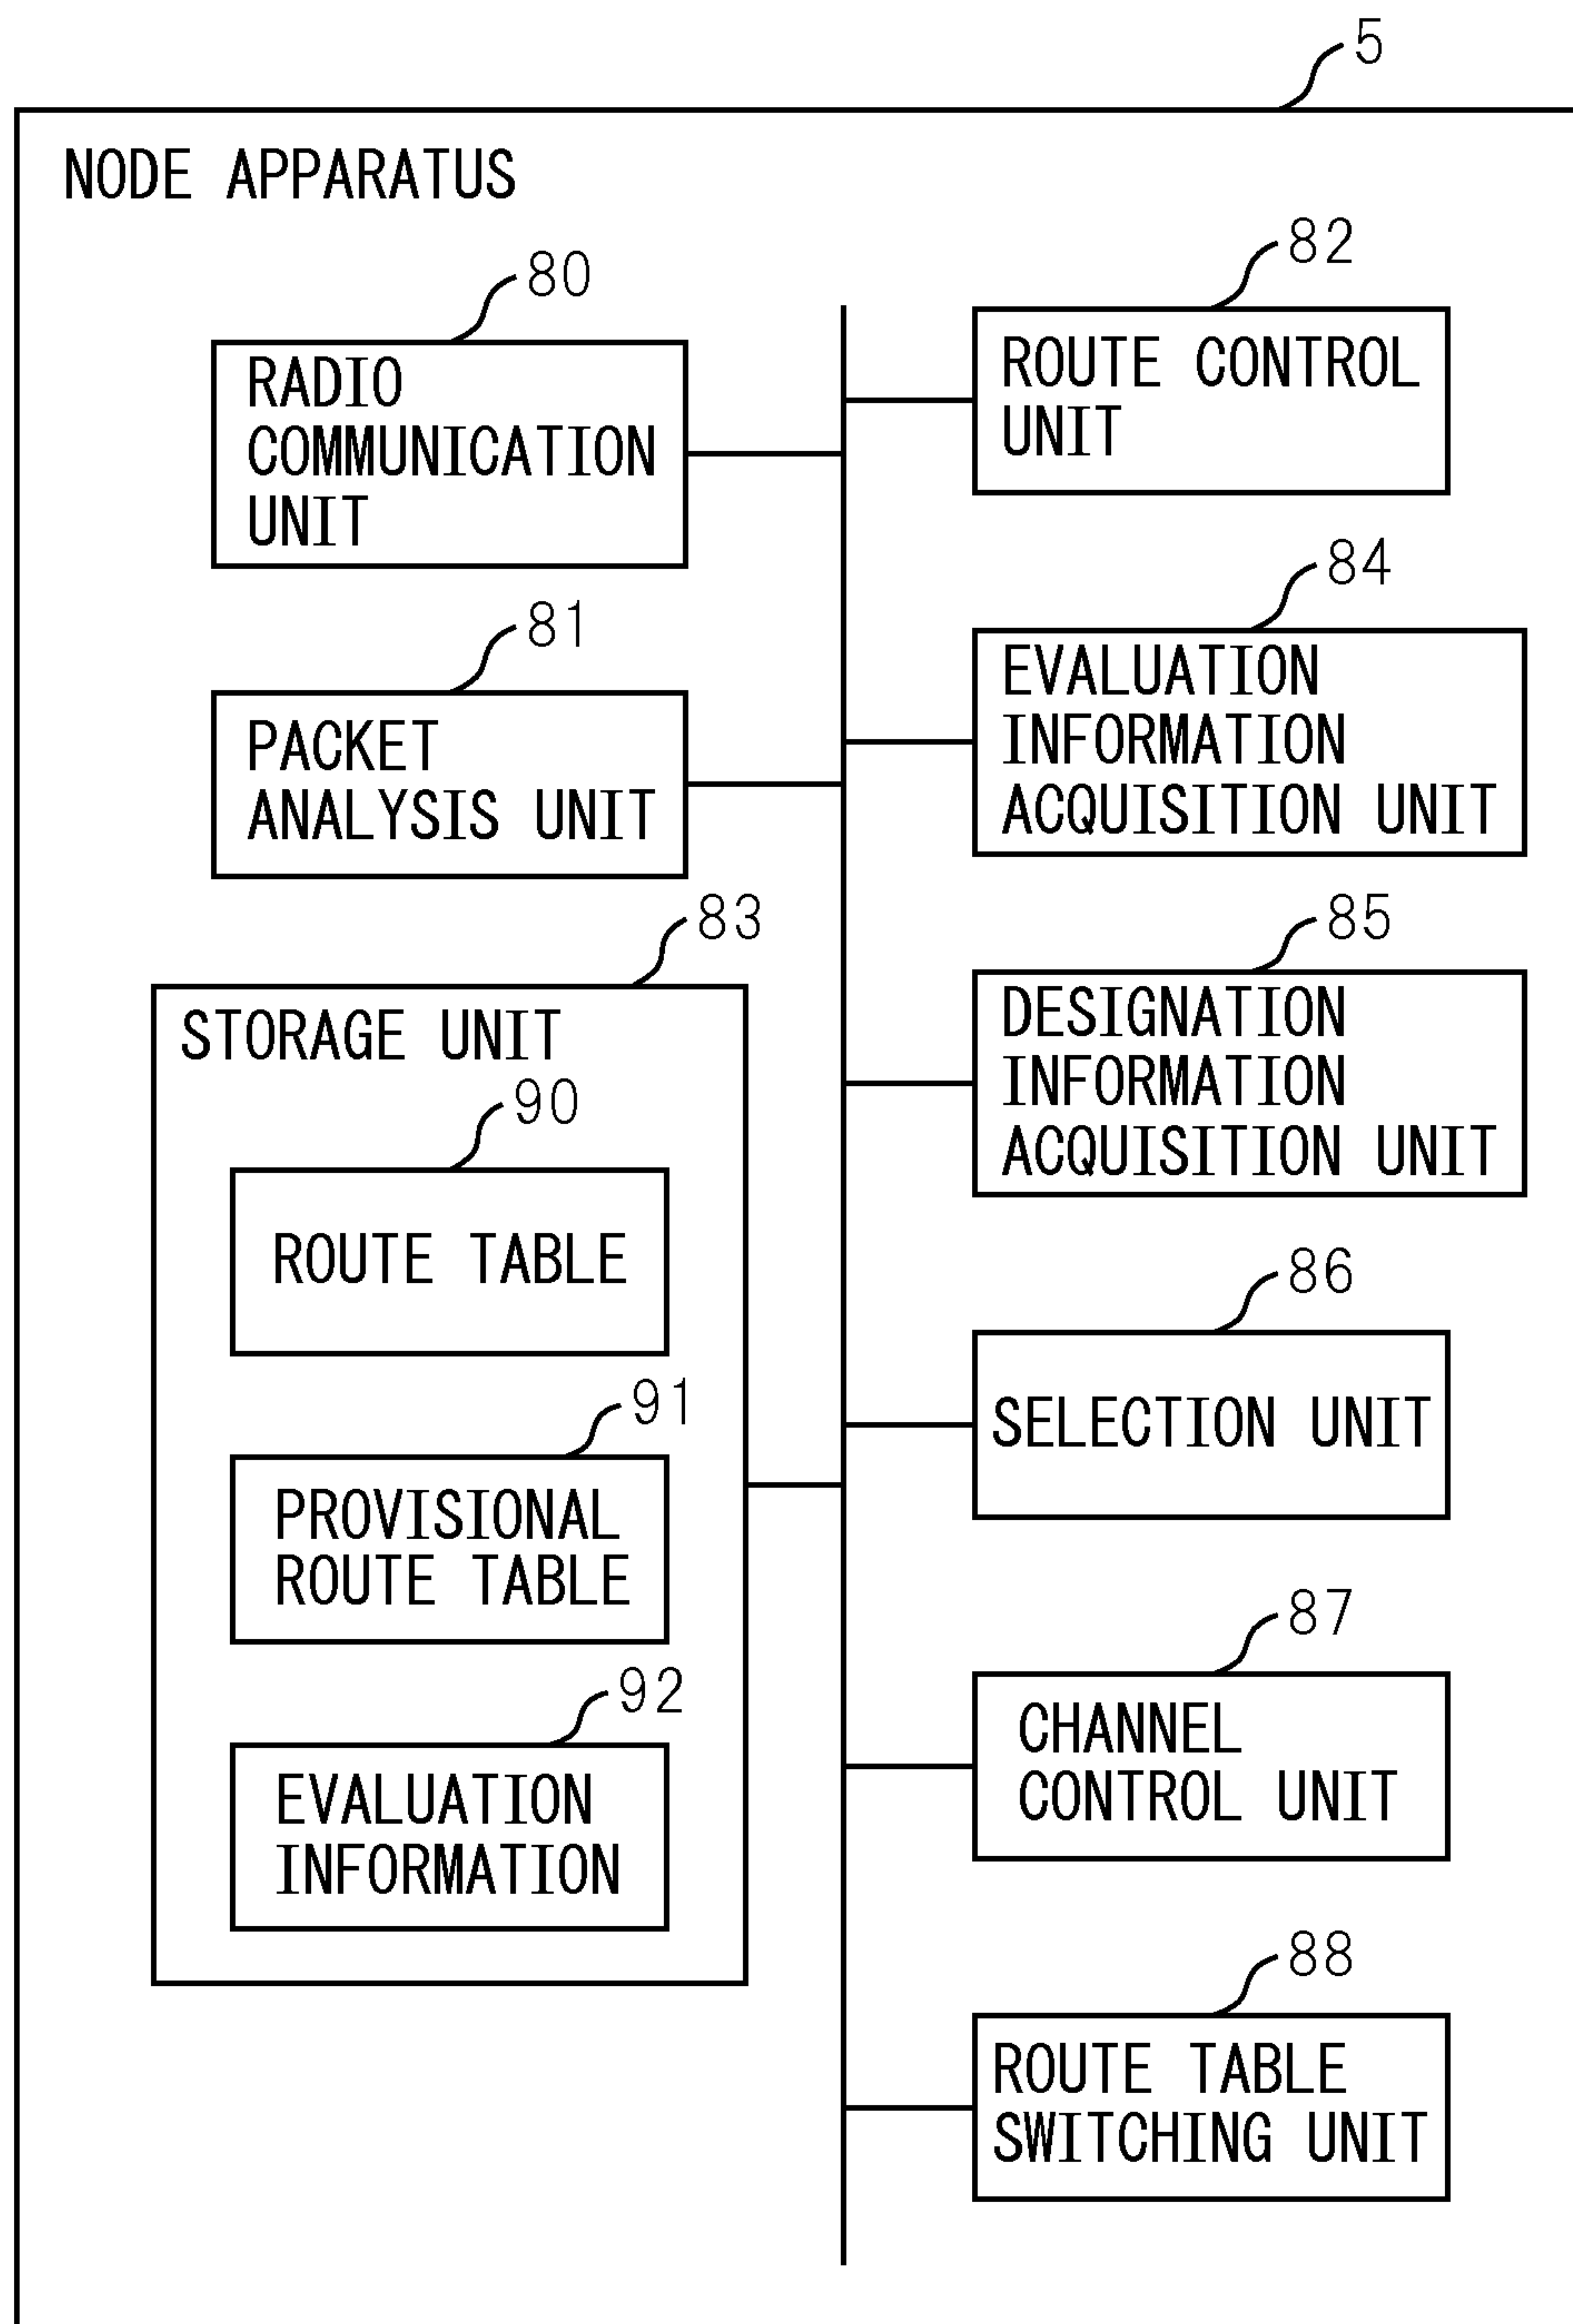 5
NODE APPARATUS
80
RADIO
COMMUNICATION
UNIT
81
PACKET
ANALYSIS UNIT
83
STORAGE UNIT
90
ROUTE TABLE
91
PROVISIONAL
ROUTE TABLE
92
EVALUATION
INFORMATION
82
ROUTE CONTROL
UNIT
84
EVALUATION
INFORMATION
ACQUISITION UNIT
85
DESIGNATION
INFORMATION
ACQUISITION UNIT
86
SELECTION UNIT
87
CHANNEL
CONTROL UNIT
88
ROUTE TABLE
SWITCHING UNIT